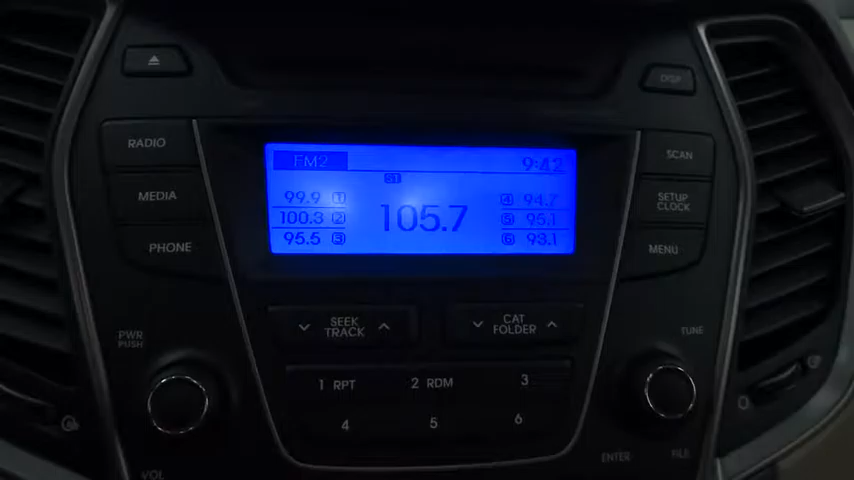 DISP
RADIO
SCAN
FM2
9:42
ST
MEDIA
SETUP
CLOCK
99.9 1
4 94.7
100.3 2
105.7
5 95.1
95.5 3
6 93.1
PHONE
MENU
SEEK
TRACK
CAT
FOLDER
PWR
PUSH
TUNE
1 RPT
2 RDM
3
4
5
6
ENTER
FILE
VOL